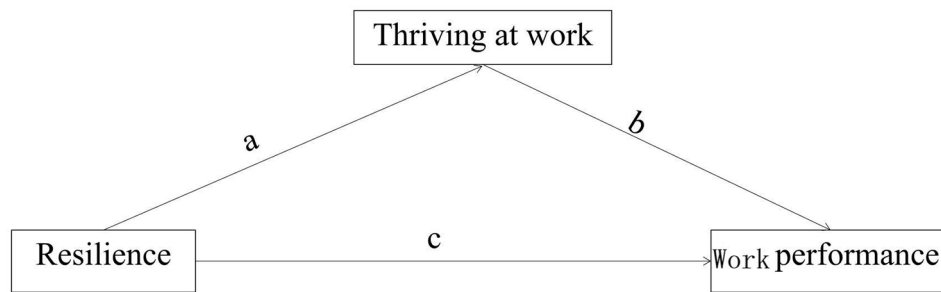 Thriving at work
a
b
Resilience
c
Work performance